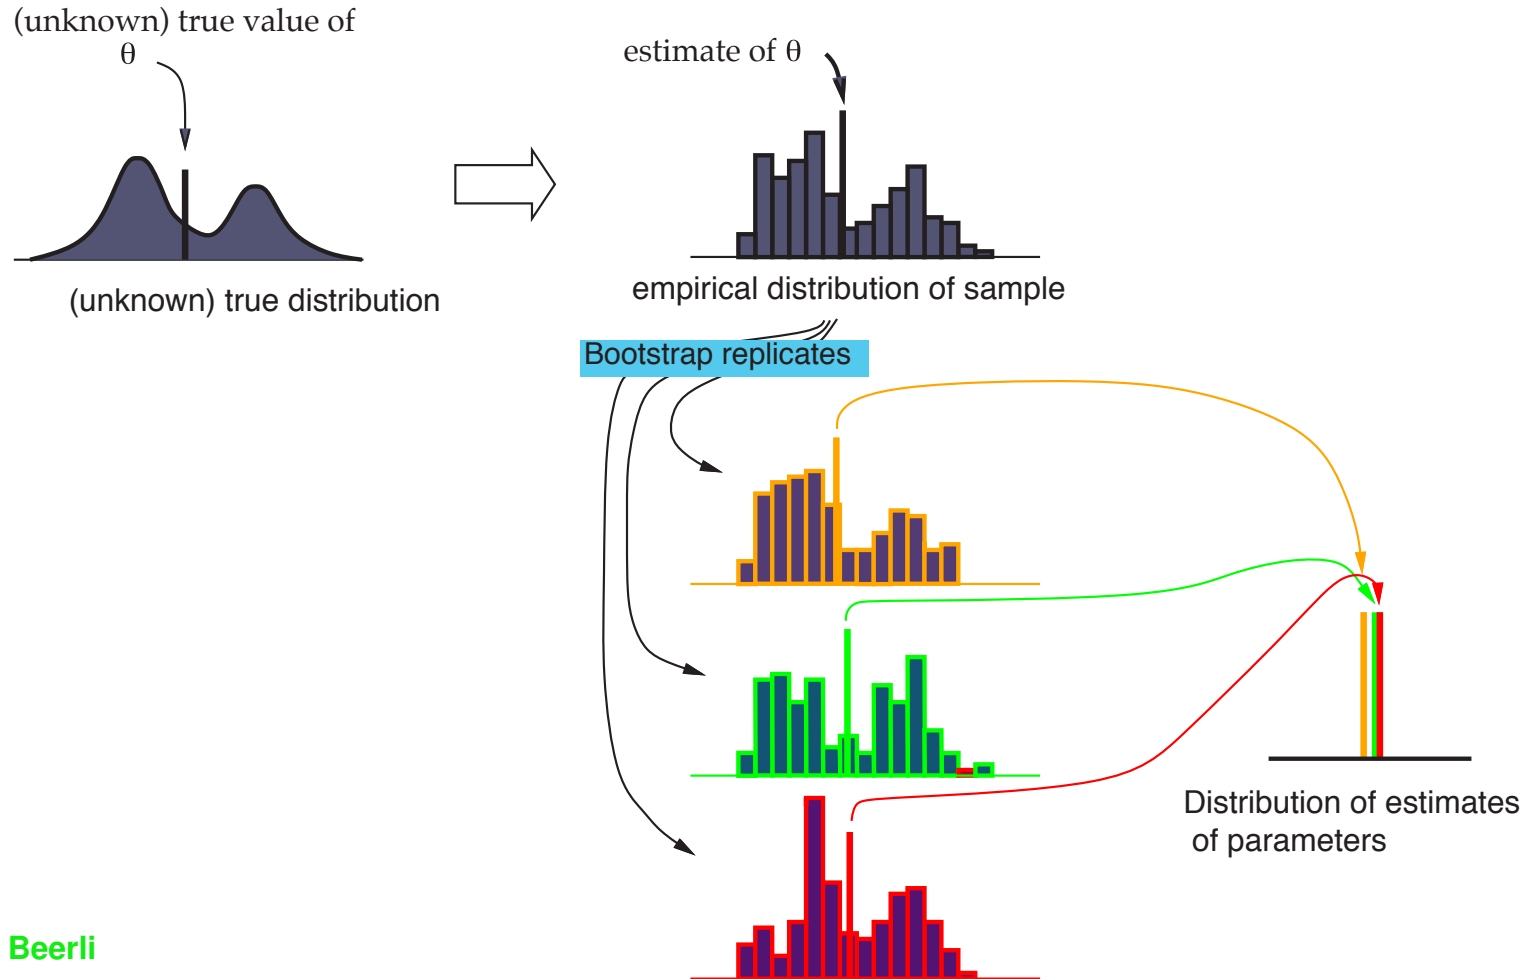 (unknown) true value of
θ
estimate of θ
(unknown) true distribution
empirical distribution of sample
Bootstrap replicates
Distribution of estimates
of parameters
Beerli